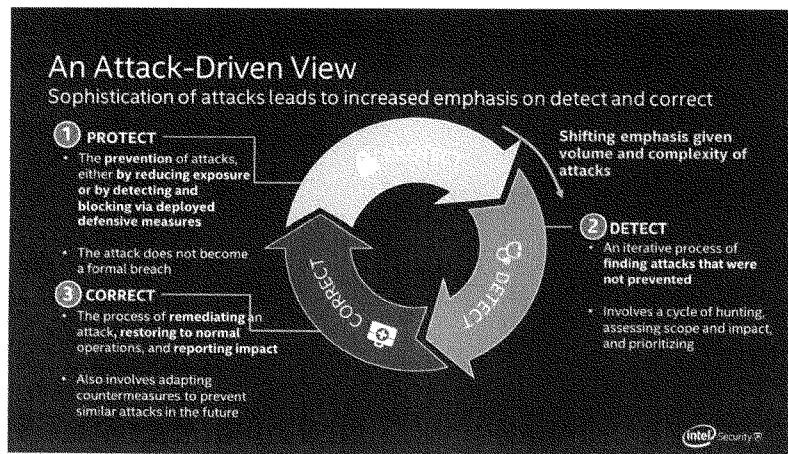 An Attack-Driven View
Sophistication of attacks leads to increased emphasis on detect and correct
1 PROTECT
• The prevention of attacks,
either by reducing exposure
or by detecting and
blocking via deployed
defensive measures
• The attack does not become
a formal breach
3 CORRECT
• The process of remediating an
attack, restoring to normal
operations, and reporting impact
• Also involves adapting
countermeasures to prevent
similar attacks in the future
DETECT
CORRECT
Shifting emphasis given
volume and complexity of
attacks
2 DETECT
• An iterative process of
finding attacks that were
not prevented
• Involves a cycle of hunting,
assessing scope and impact,
and prioritizing
intel Security